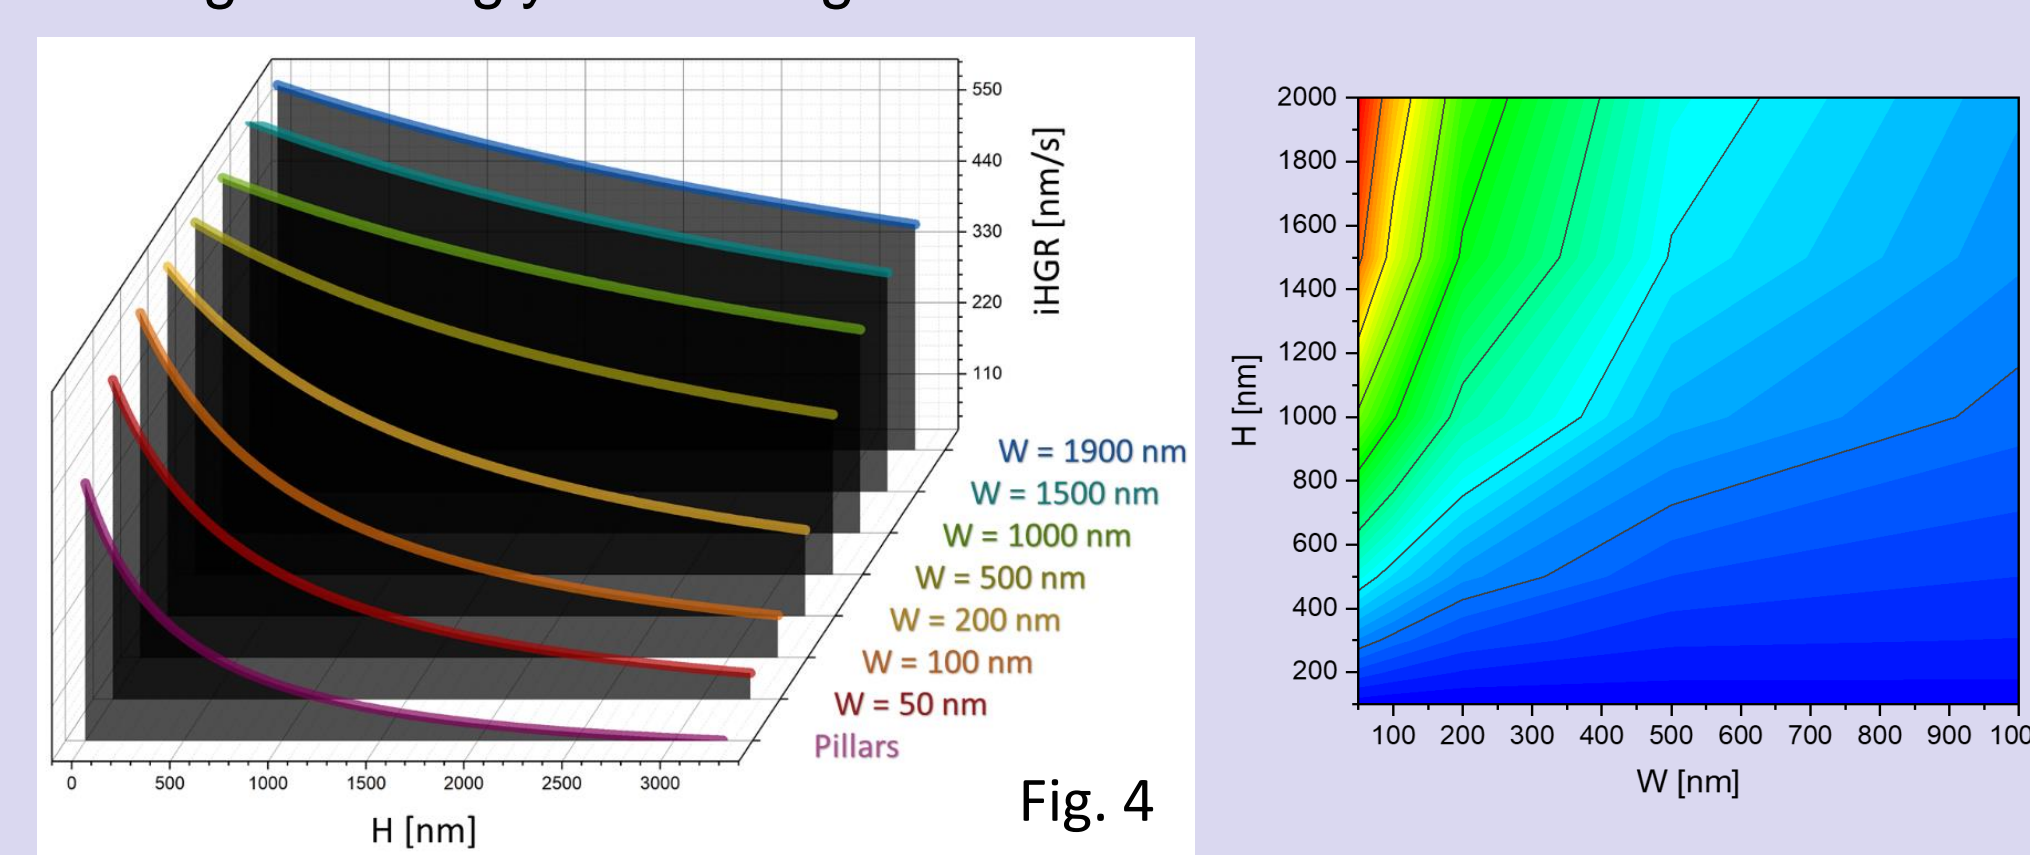 550
440
330
220
110
iHGR [nm/s]
W = 1900 nm
W = 1500 nm
W = 1000 nm
W = 500 nm
W = 200 nm
W = 100 nm
W = 50 nm
Pillars
0 500 1000 1500 2000 2500 3000
H [nm]
Fig. 4
2000
1800
1600
1400
1200
1000
800
600
400
200
H [nm]
100 200 300 400 500 600 700 800 900 100
W [nm]